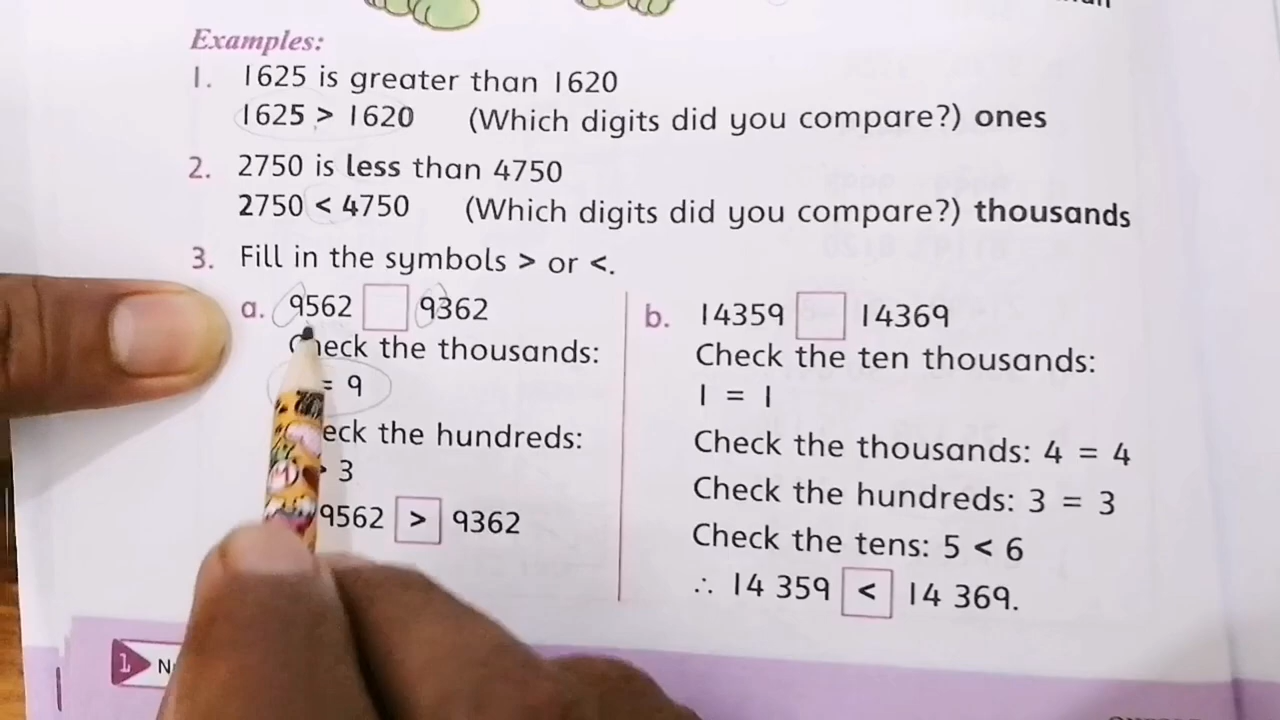 Examples:
1. 1625 is greater than 1620
1625 > 1620 (Which digits did you compare?) ones
2. 2750 is less than 4750
2750 < 4750 (Which digits did you compare?) thousands
3. Fill in the symbols > or <.
a. 9562 9362
Check the thousands:
= 9
eck the hundreds:
3
9562 > 9362
b. 14359 14369
Check the ten thousands:
1 = 1
Check the thousands: 4 = 4
Check the hundreds: 3 = 3
Check the tens: 5 < 6
∴ 14 359 < 14 369.
1